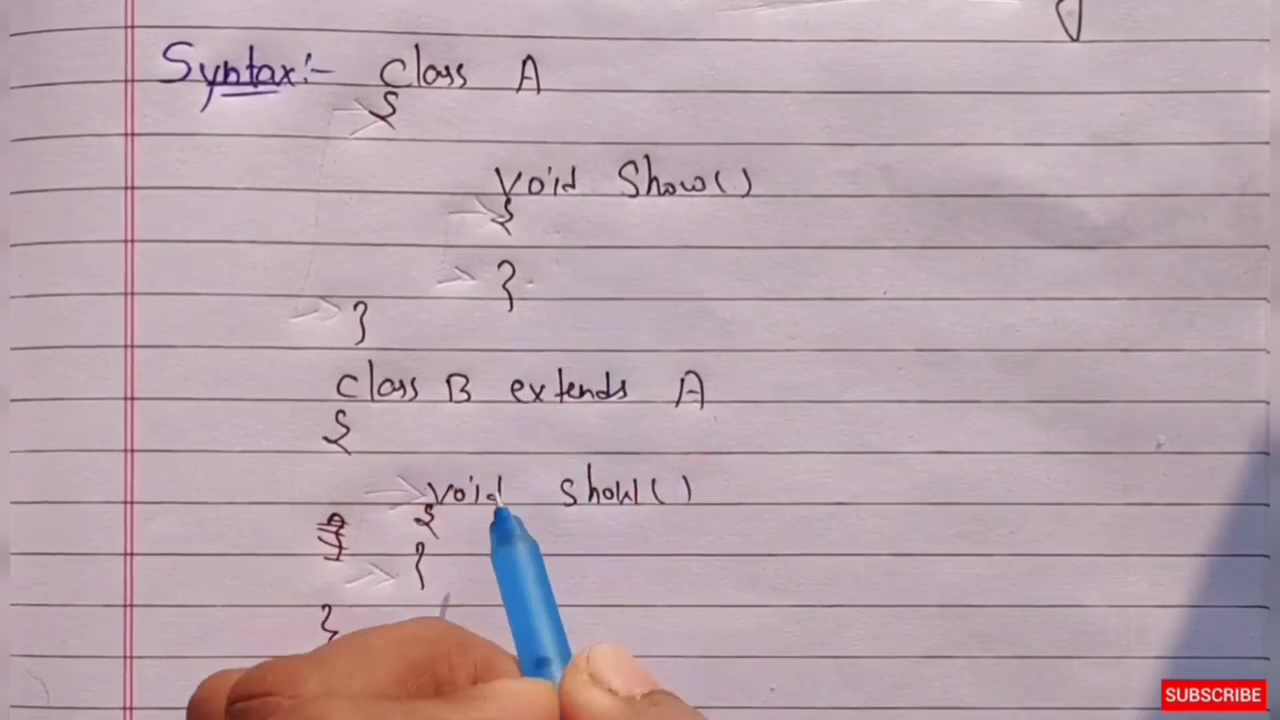 Syntax:- Class A
{
Void Show()
{
}
}
Class B extends A
{
Void Show()
{
}
}
SUBSCRIBE